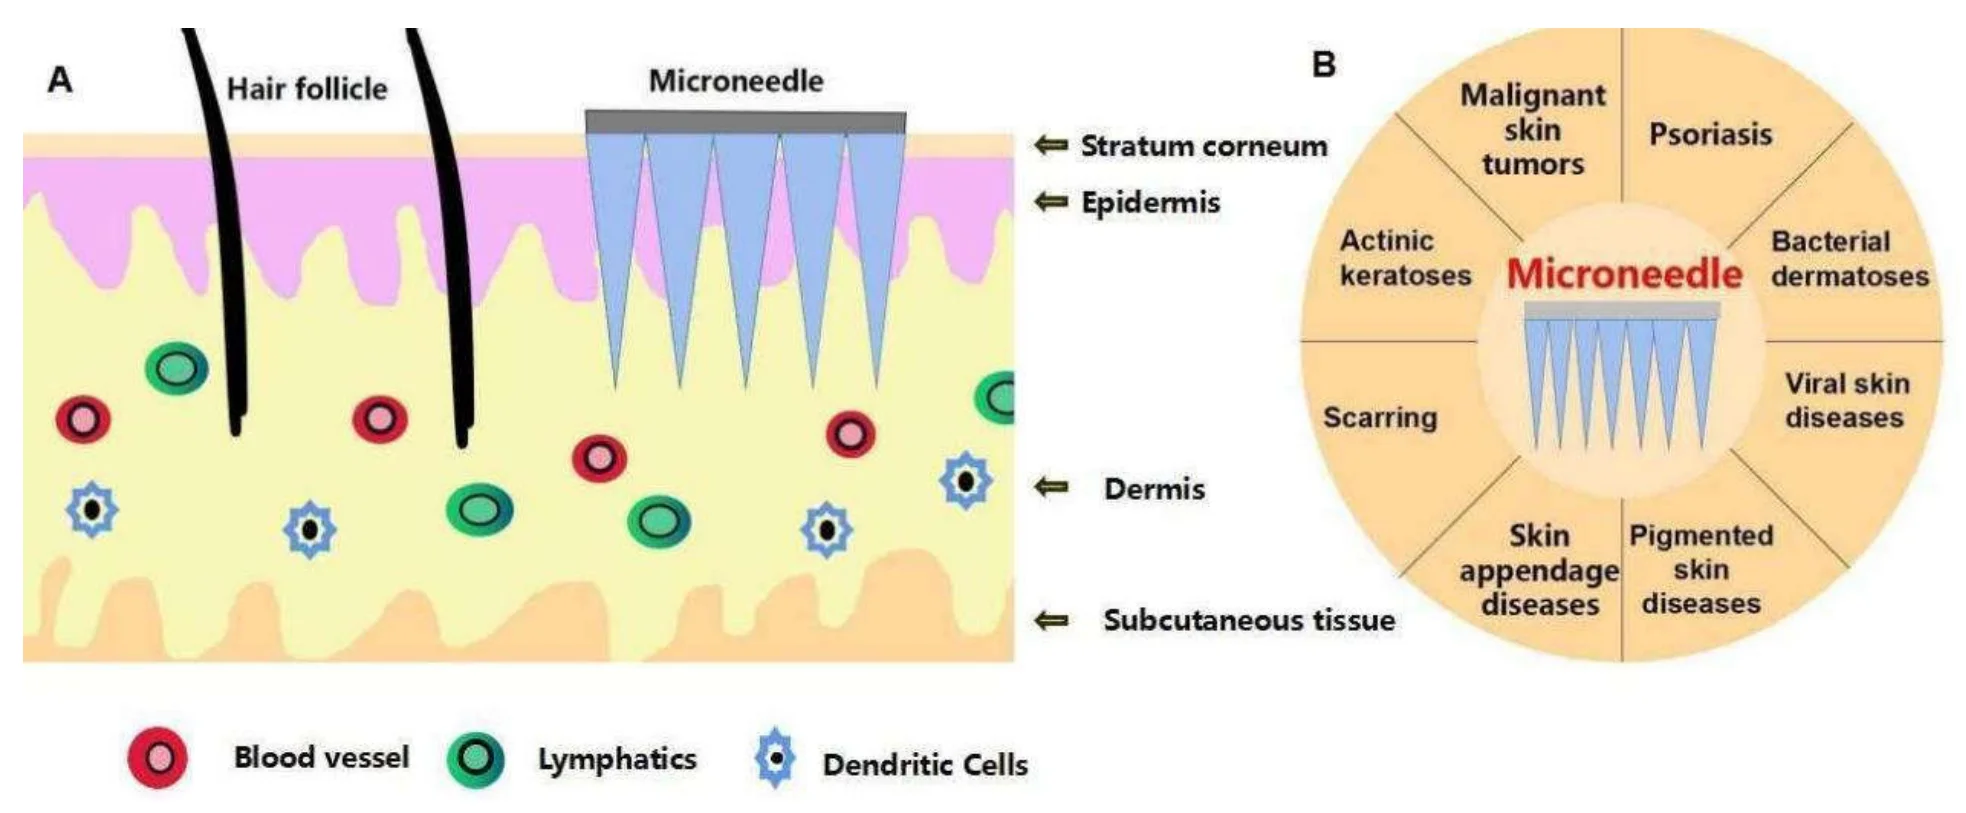 A
Hair follicle
Microneedle
Stratum corneum
Epidermis
Dermis
Subcutaneous tissue
Blood vessel
Lymphatics
Dendritic Cells
B
Malignant
skin
tumors
Psoriasis
Actinic
keratoses
Bacterial
dermatoses
Microneedle
Scarring
Viral skin
diseases
Skin
appendage
diseases
Pigmented
skin
diseases